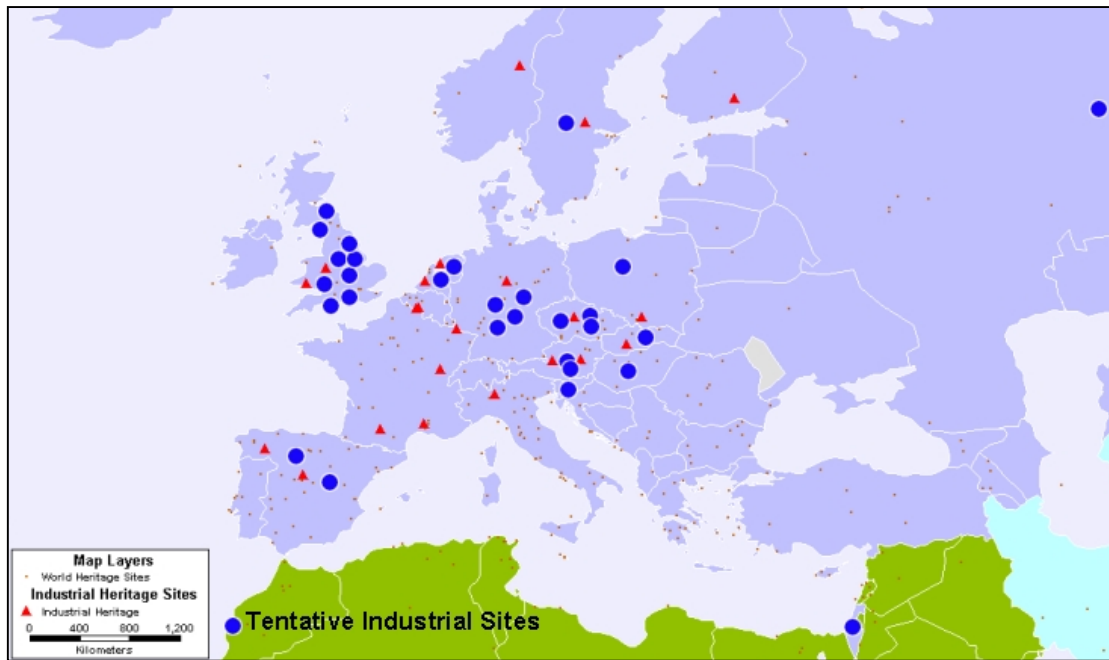 Map Layers
World Heritage Sites
Industrial Heritage Sites
Industrial Heritage
0 400 800 1,200
Kilometers
Tentative Industrial Sites